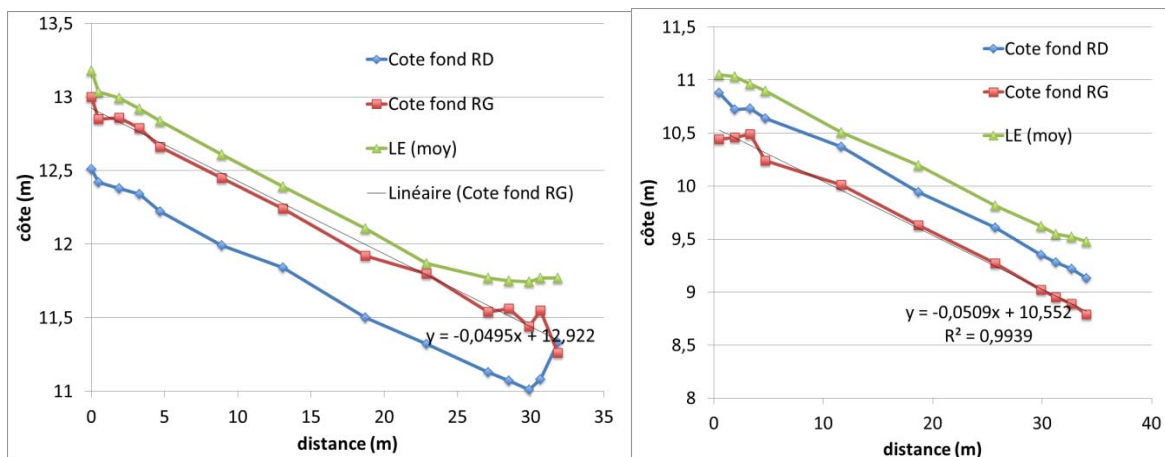 13,5
13
12,5
12
11,5
11
0
5
10
15
20
25
30
35
côte (m)
distance (m)
Cote fond RD
Cote fond RG
LE (moy)
Linéaire (Cote fond RG)
y = -0,0495x + 12,922
11,5
11
10,5
10
9,5
9
8,5
8
0
10
20
30
40
côte (m)
distance (m)
Cote fond RD
Cote fond RG
LE (moy)
y = -0,0509x + 10,552
R² = 0,9939